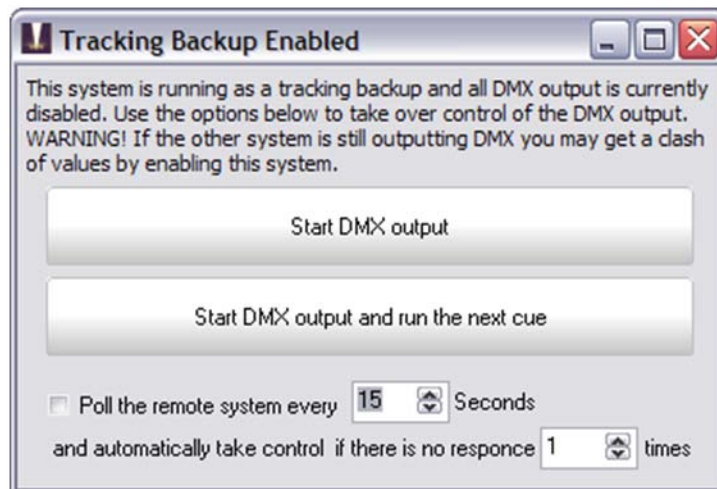 Tracking Backup Enabled
This system is running as a tracking backup and all DMX output is currently
disabled. Use the options below to take over control of the DMX output.
WARNING! If the other system is still outputting DMX you may get a clash
of values by enabling this system.
Start DMX output
Start DMX output and run the next cue
Poll the remote system every 15 Seconds
and automatically take control if there is no responce 1 times